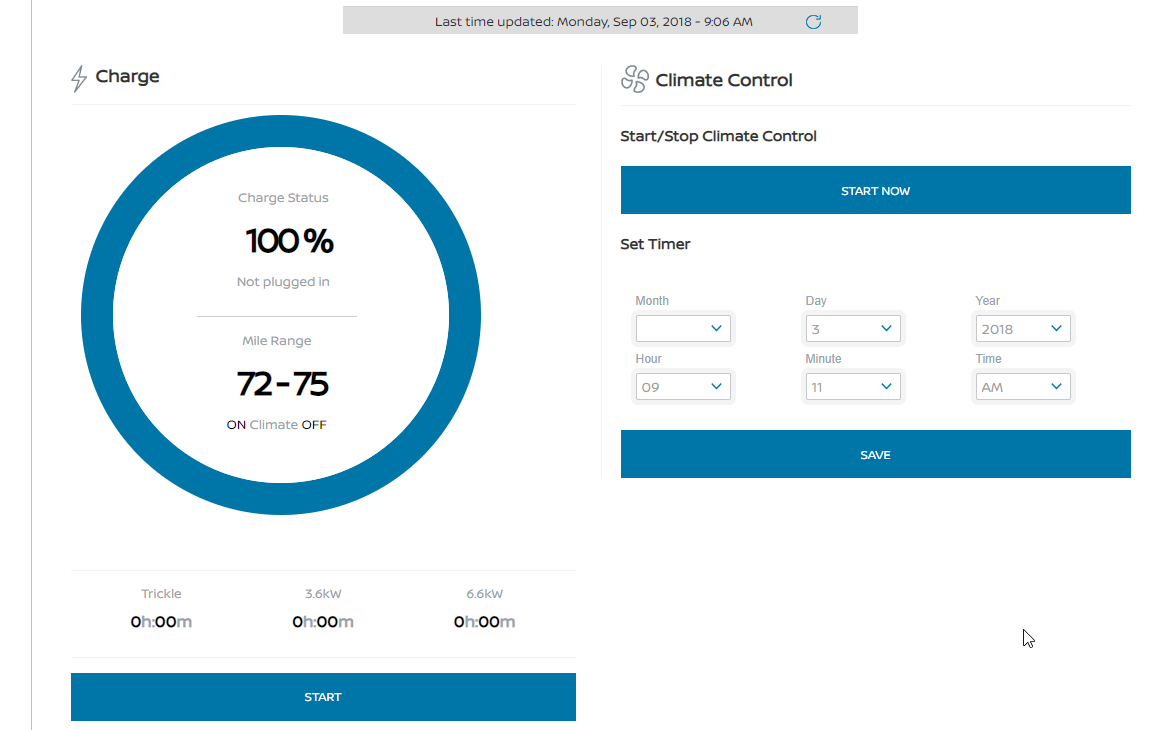 Last time updated: Monday, Sep 03, 2018 - 9:06 AM
Charge
Charge Status
100 %
Not plugged in
Mile Range
72 - 75
ON Climate OFF
Trickle 3.6kW 6.6kW
0h:00m 0h:00m 0h:00m
START
Climate Control
Start/Stop Climate Control
START NOW
Set Timer
Month Day Year
3 2018
Hour Minute Time
09 11 AM
SAVE